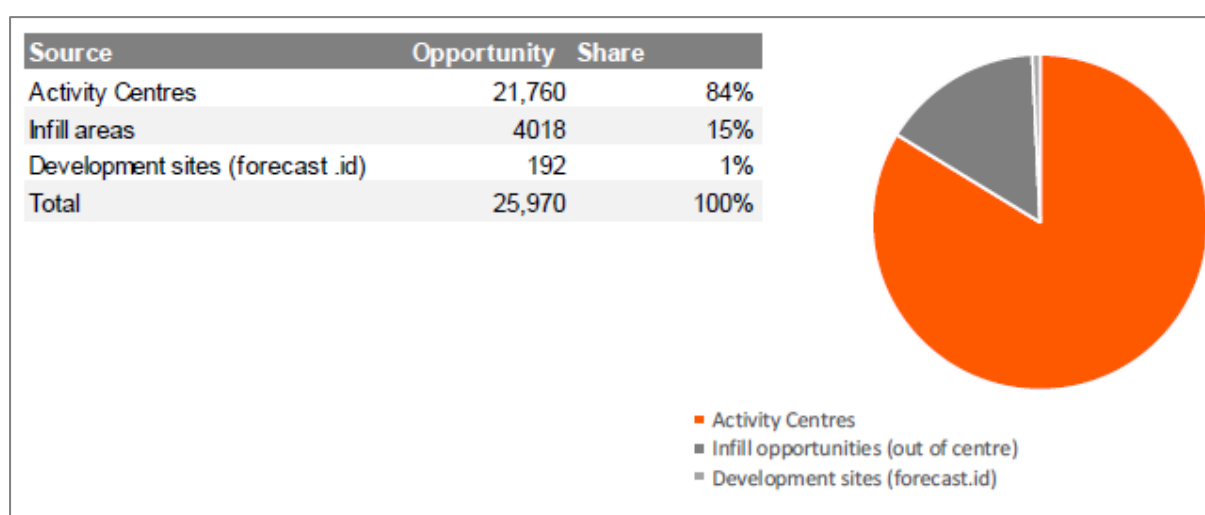 Source Opportunity Share
Activity Centres 21,760 84%
Infill areas 4018 15%
Development sites (forecast .id) 192 1%
Total 25,970 100%
Activity Centres
Infill opportunities (out of centre)
Development sites (forecast.id)